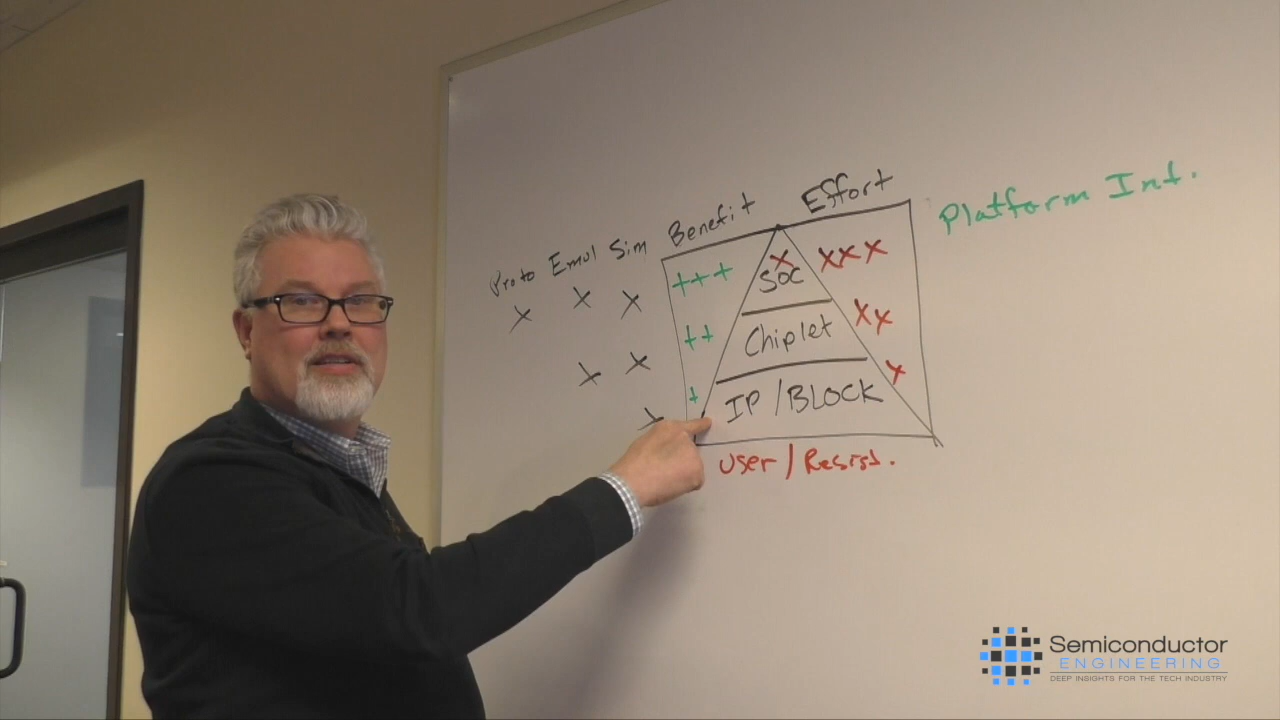 Proto Emul Sim Benefit Effort Platform Int.
X X X +++ X SOC XXX
X X ++ Chiplet XX
X + IP/BLOCK X
User/Resist.
Semiconductor
ENGINEERING
DEEP INSIGHTS FOR THE TECH INDUSTRY